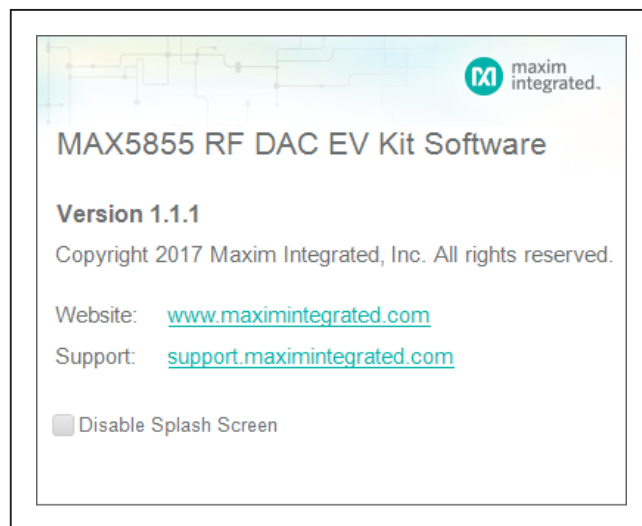 maxim
integrated™
MAX5855 RF DAC EV Kit Software
Version 1.1.1
Copyright 2017 Maxim Integrated, Inc. All rights reserved.
Website: www.maximintegrated.com
Support: support.maximintegrated.com
Disable Splash Screen